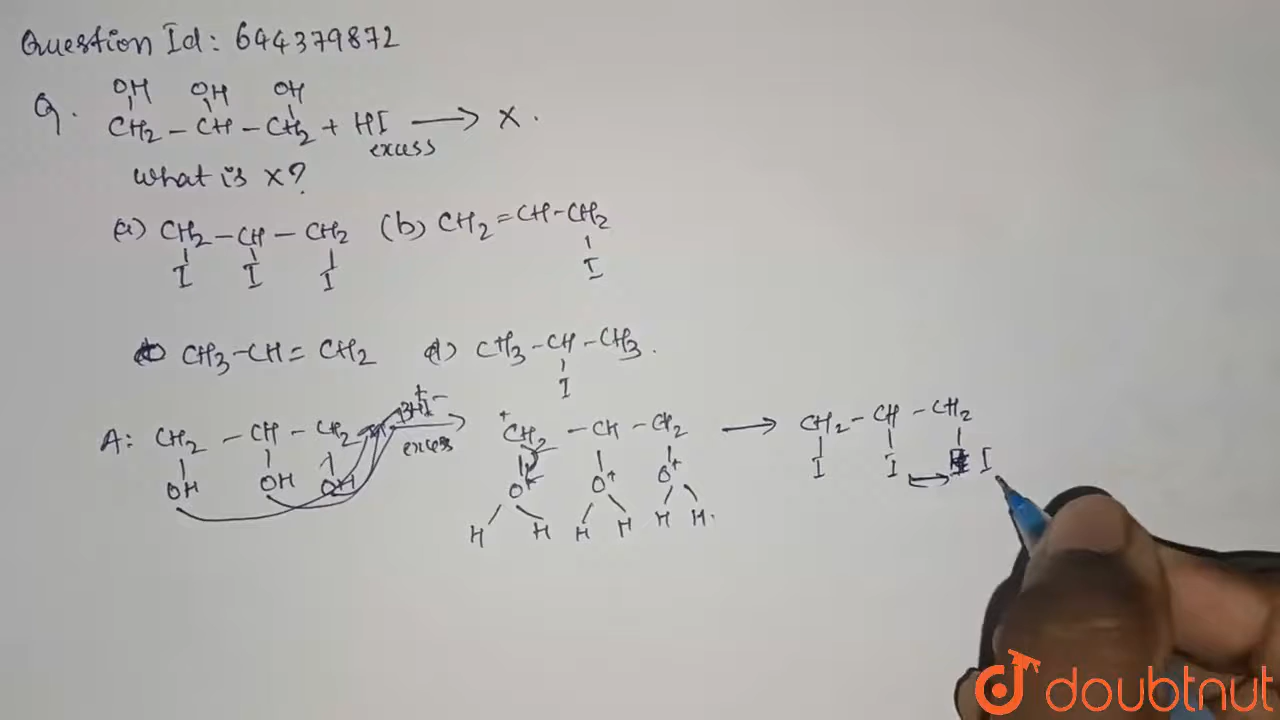 Question Id: 644379872
OH OH OH
Q. CH2 - CH - CH2 + HI → X.
excess
What is X?
(a) CH2 - CH - CH2 (b) CH2 = CH - CH2
I I I I
CH3 - CH = CH2 d) CH3 - CH - CH3.
I
A: CH2 - CH - CH2 → + CH2 - CH - CH2 → CH2 - CH - CH2
excess
OH OH OH O+ O+ O+ I I I
H H H H H H.
doubtnut